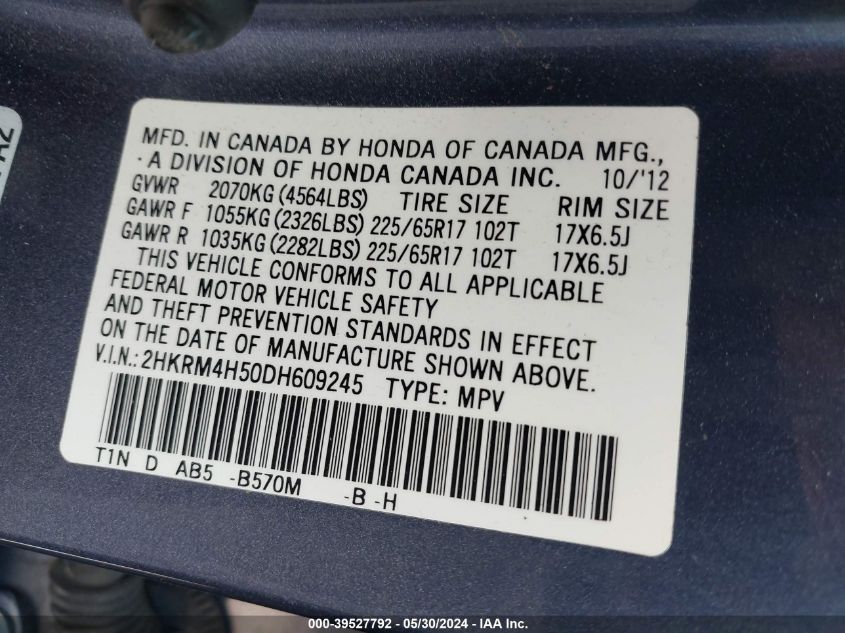 MFD. IN CANADA BY HONDA OF CANADA MFG.,
A DIVISION OF HONDA CANADA INC. 10/'12
GVWR 2070KG (4564LBS) TIRE SIZE RIM SIZE
GAWR F 1055KG (2326LBS) 225/65R17 102T 17X6.5J
GAWR R 1035KG (2282LBS) 225/65R17 102T 17X6.5J
THIS VEHICLE CONFORMS TO ALL APPLICABLE
FEDERAL MOTOR VEHICLE SAFETY
AND THEFT PREVENTION STANDARDS IN EFFECT
ON THE DATE OF MANUFACTURE SHOWN ABOVE.
V.I.N.: 2HKRM4H50DH609245 TYPE: MPV
T1N D AB5 -B570M -B -H
000-39527792 - 05/30/2024 - IAA Inc.